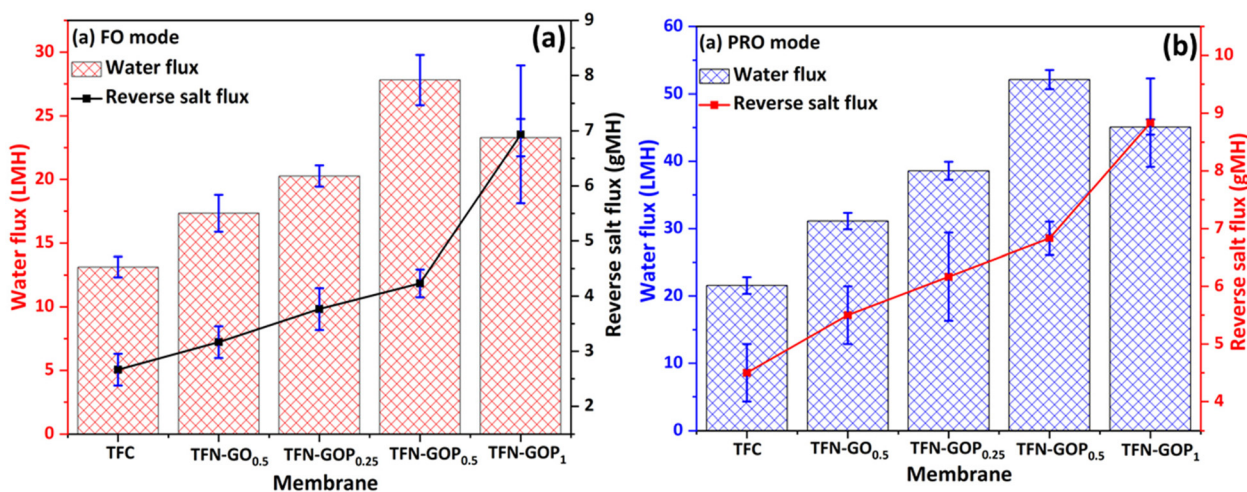 (a) FO mode
(a)
Water flux
Reverse salt flux
Water flux (LMH)
30
25
20
15
10
5
0
Reverse salt flux (gMH)
9
8
7
6
5
4
3
2
TFC
TFN-GO0.5
TFN-GOP0.25
TFN-GOP0.5
TFN-GOP1
Membrane
(a) PRO mode
(b)
Water flux
Reverse salt flux
Water flux (LMH)
60
50
40
30
20
10
0
Reverse salt flux (gMH)
10
9
8
7
6
5
4
TFC
TFN-GO0.5
TFN-GOP0.25
TFN-GOP0.5
TFN-GOP1
Membrane